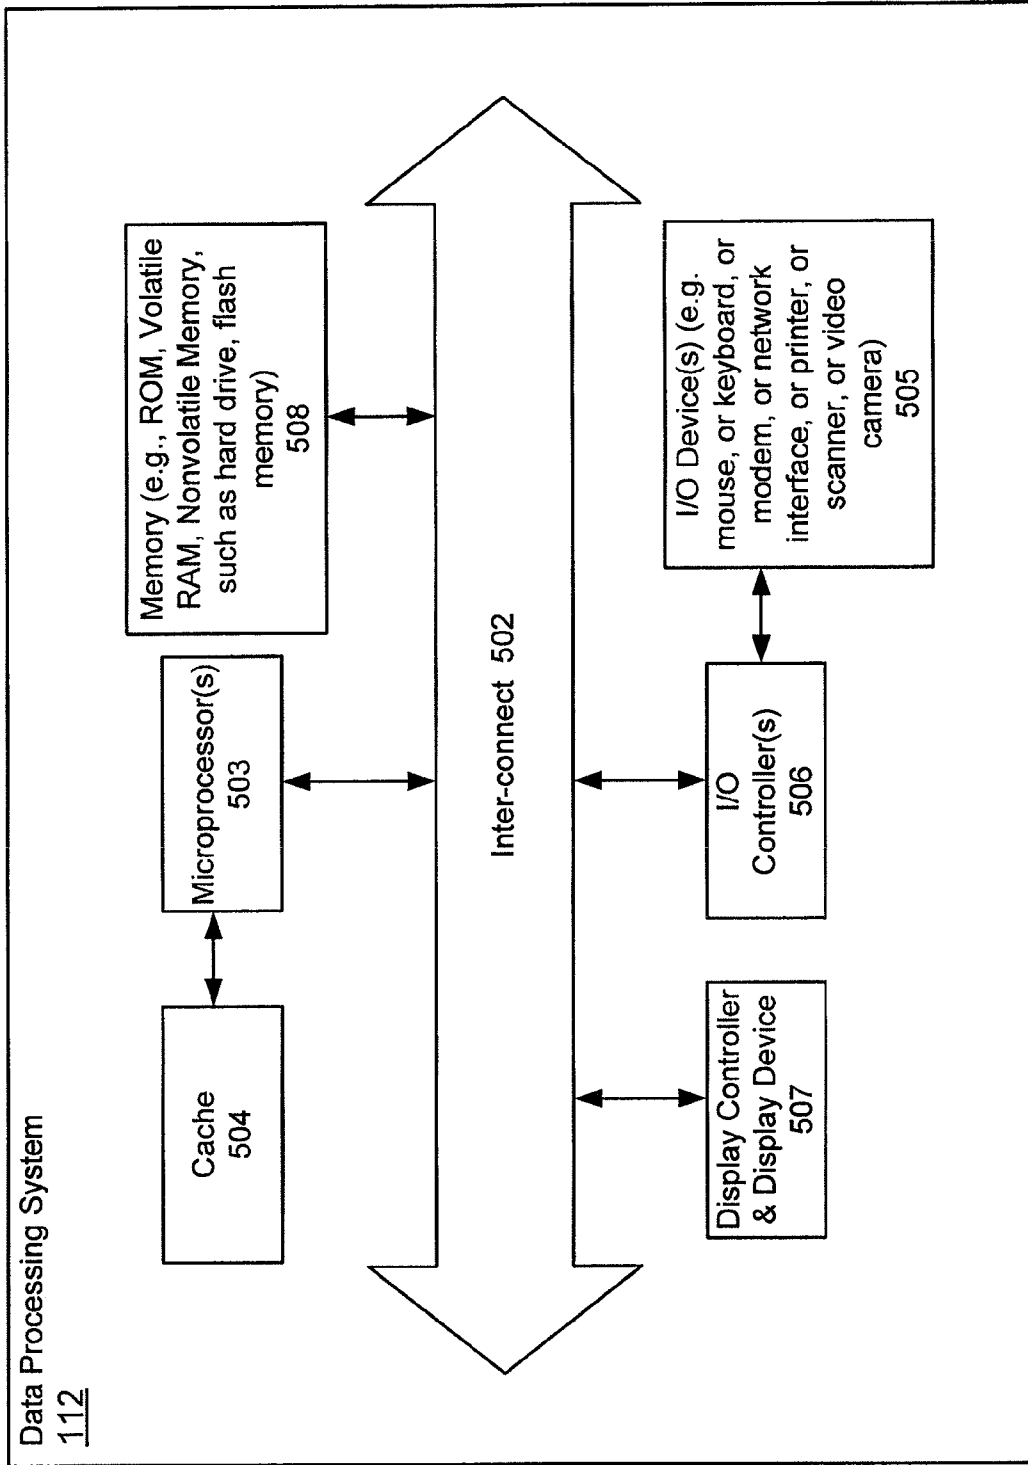 Data Processing System
112
Cache
504
Microprocessor(s)
503
Memory (e.g., ROM, Volatile
RAM, Nonvolatile Memory,
such as hard drive, flash
memory)
508
Inter-connect 502
Display Controller
& Display Device
507
I/O
Controller(s)
506
I/O Device(s) (e.g.
mouse, or keyboard, or
modem, or network
interface, or printer, or
scanner, or video
camera)
505